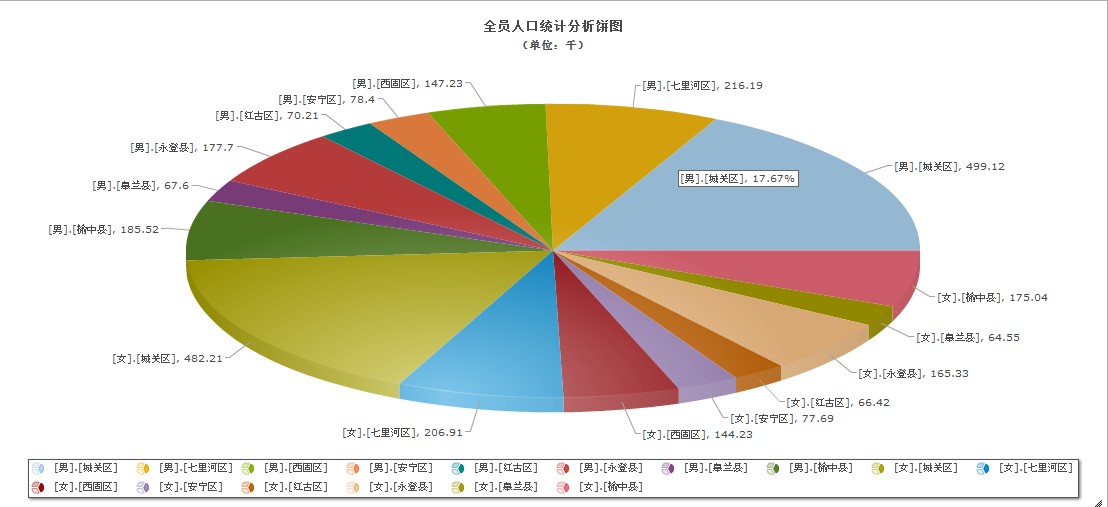 全员人口统计分析饼图
（单位：千）
[男].[西固区], 147.23
[男].[七里河区], 216.19
[男].[安宁区], 78.4
[男].[红古区], 70.21
[男].[永登县], 177.7
[男].[城关区], 499.12
[男].[城关区], 17.67%
[男].[皋兰县], 67.6
[男].[榆中县], 185.52
[女].[榆中县], 175.04
[女].[皋兰县], 64.55
[女].[城关区], 482.21
[女].[永登县], 165.33
[女].[红古区], 66.42
[女].[安宁区], 77.69
[女].[七里河区], 206.91
[女].[西固区], 144.23
[男].[城关区] [男].[七里河区] [男].[西固区] [男].[安宁区] [男].[红古区] [男].[永登县] [男].[皋兰县] [男].[榆中县] [女].[城关区] [女].[七里河区]
[女].[西固区] [女].[安宁区] [女].[红古区] [女].[永登县] [女].[皋兰县] [女].[榆中县]